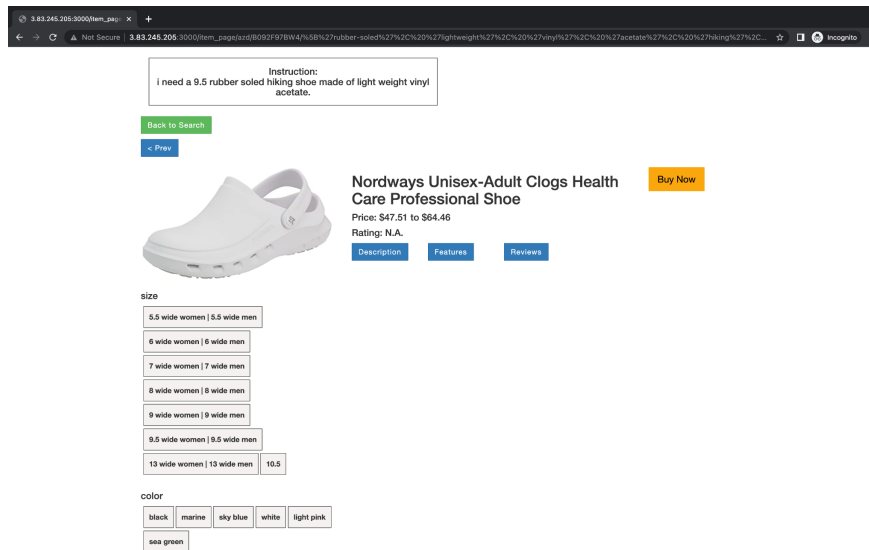 3.83.245.205:3000/item_page
Not Secure | 3.83.245.205:3000/item_page/azd/B092F97BW4/%5B%27rubber-soled%27%2C%20%27lightweight%27%2C%20%27vinyl%27%2C%20%27acetate%27%2C%20%27hiking%27%2C... Incognito
Instruction:
i need a 9.5 rubber soled hiking shoe made of light weight vinyl
acetate.
Back to Search
< Prev
Nordways Unisex-Adult Clogs Health
Care Professional Shoe
Buy Now
Price: $47.51 to $64.46
Rating: N.A.
Description Features Reviews
size
5.5 wide women | 5.5 wide men
6 wide women | 6 wide men
7 wide women | 7 wide men
8 wide women | 8 wide men
9 wide women | 9 wide men
9.5 wide women | 9.5 wide men
13 wide women | 13 wide men 10.5
color
black marine sky blue white light pink
sea green